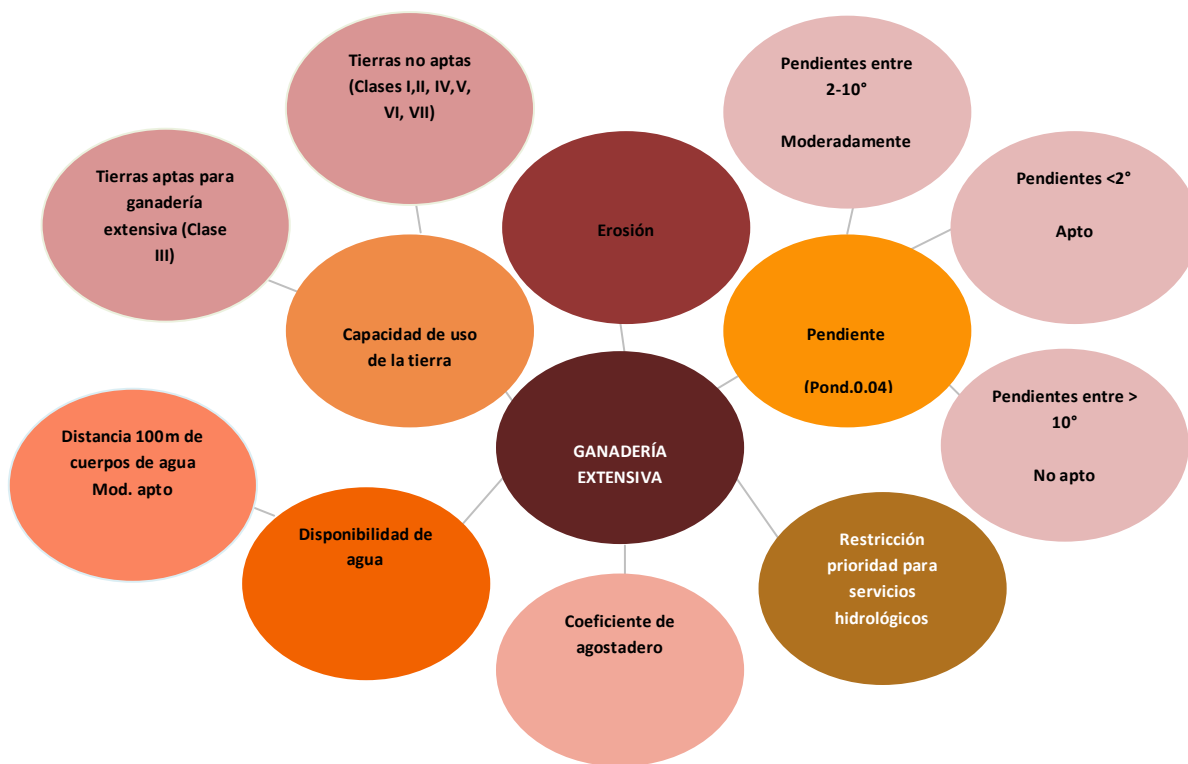 Tierras no aptas
(Clases I,II, IV,V,
VI, VII)
Pendientes entre
2-10°
Moderadamente
Tierras aptas para
ganadería
extensiva (Clase
III)
Erosión
Pendientes <2°
Apto
Capacidad de uso
de la tierra
Pendiente
(Pond.0.04)
Pendientes entre >
10°
No apto
Distancia 100m de
cuerpos de agua
Mod. apto
GANADERÍA
EXTENSIVA
Disponibilidad de
agua
Restricción
prioridad para
servicios
hidrológicos
Coeficiente de
agostadero